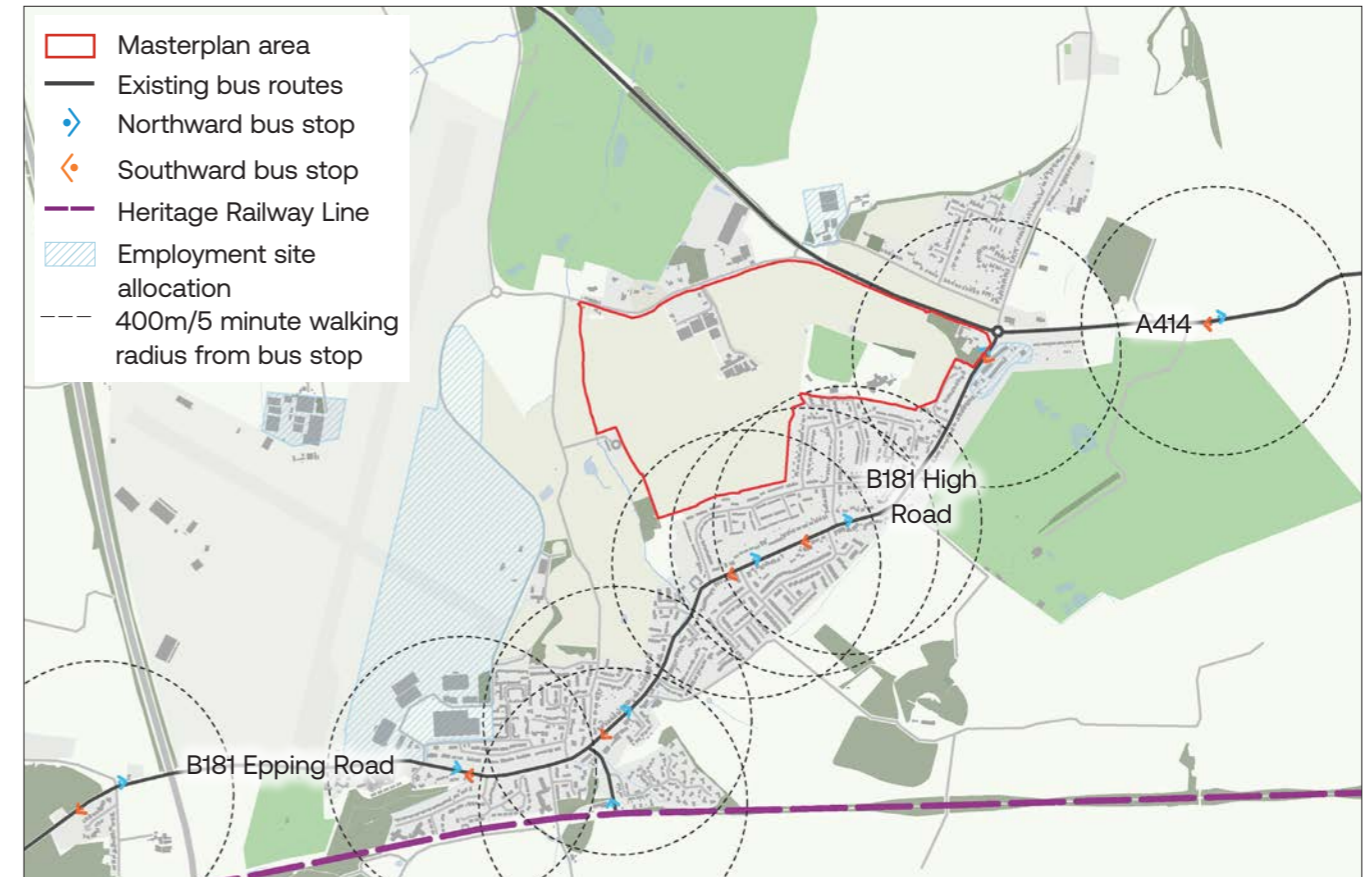 Masterplan area
Existing bus routes
Northward bus stop
Southward bus stop
Heritage Railway Line
Employment site
allocation
400m/5 minute walking
radius from bus stop
A414
B181 High
Road
B181 Epping Road